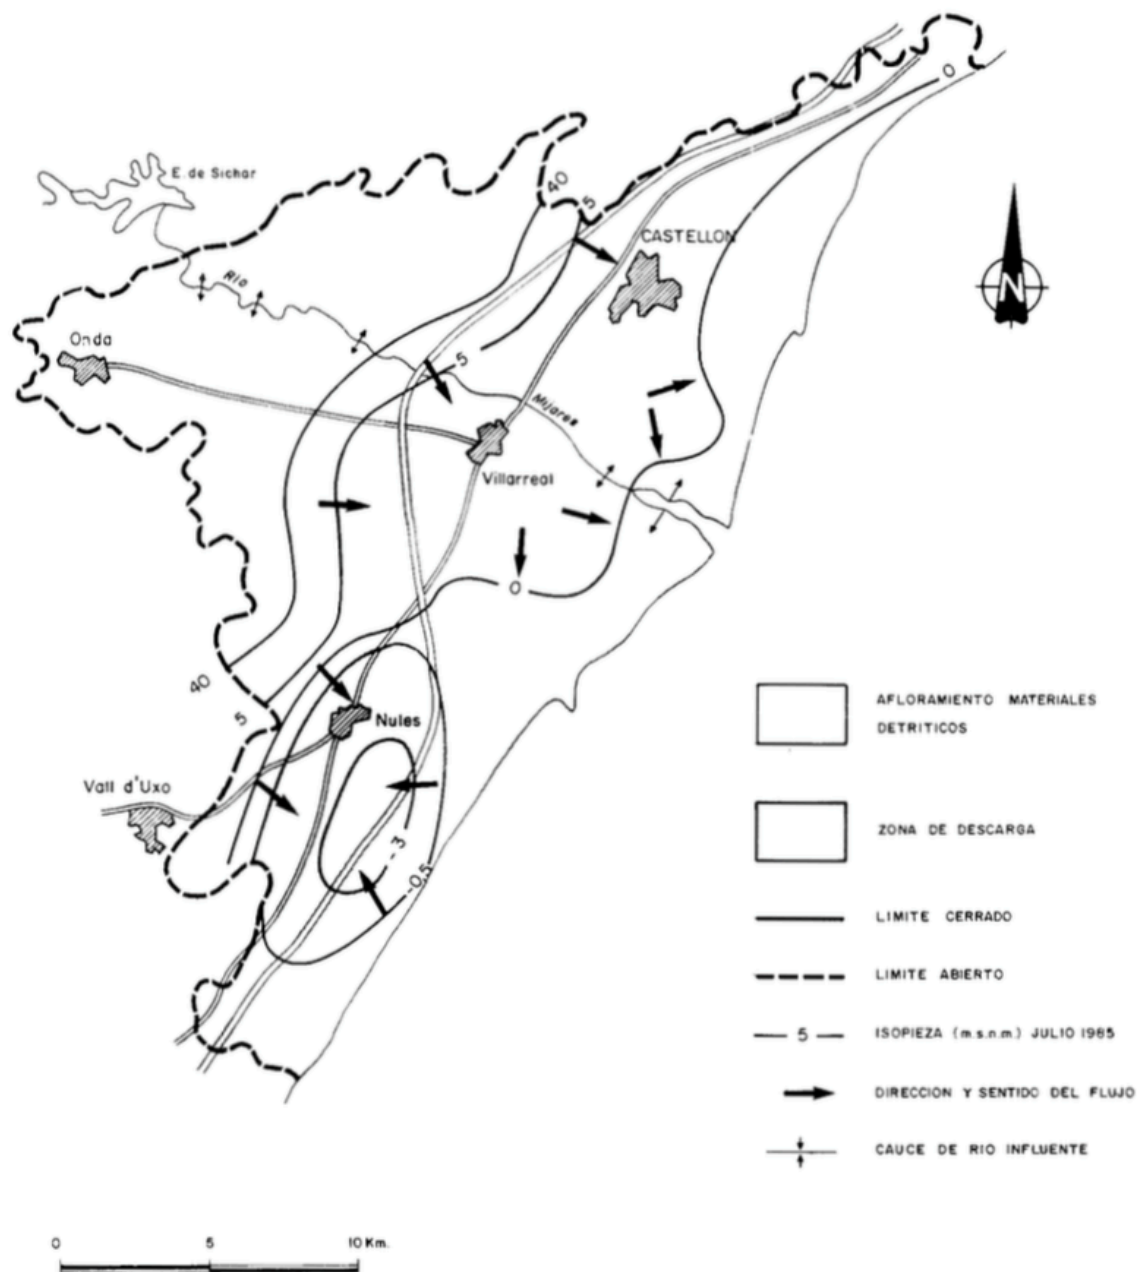 0
E. de Sichar
40
5
CASTELLON
Rio
Onda
5
Mijares
Villarreal
0
40
5
Nules
Vall d'Uxo
-3
-0,5
N
AFLORAMIENTO MATERIALES
DETRITICOS
ZONA DE DESCARGA
LIMITE CERRADO
LIMITE ABIERTO
5
ISOPIEZA (m.s.n.m.) JULIO 1985
DIRECCION Y SENTIDO DEL FLUJO
CAUCE DE RIO INFLUENTE
0 5 10 Km.